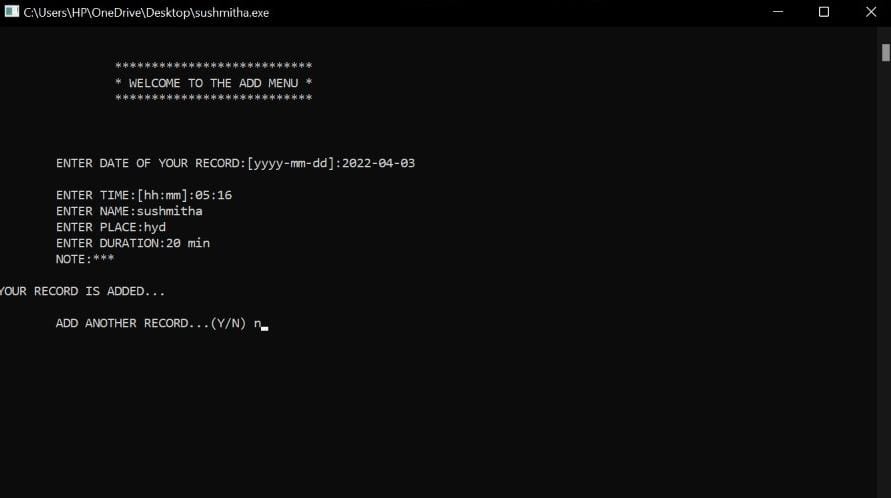 C:\Users\HP\OneDrive\Desktop\sushmitha.exe
***************************
* WELCOME TO THE ADD MENU *
***************************
ENTER DATE OF YOUR RECORD:[yyyy-mm-dd]:2022-04-03
ENTER TIME:[hh:mm]:05:16
ENTER NAME:sushmitha
ENTER PLACE:hyd
ENTER DURATION:20 min
NOTE:***
YOUR RECORD IS ADDED...
ADD ANOTHER RECORD...(Y/N) n